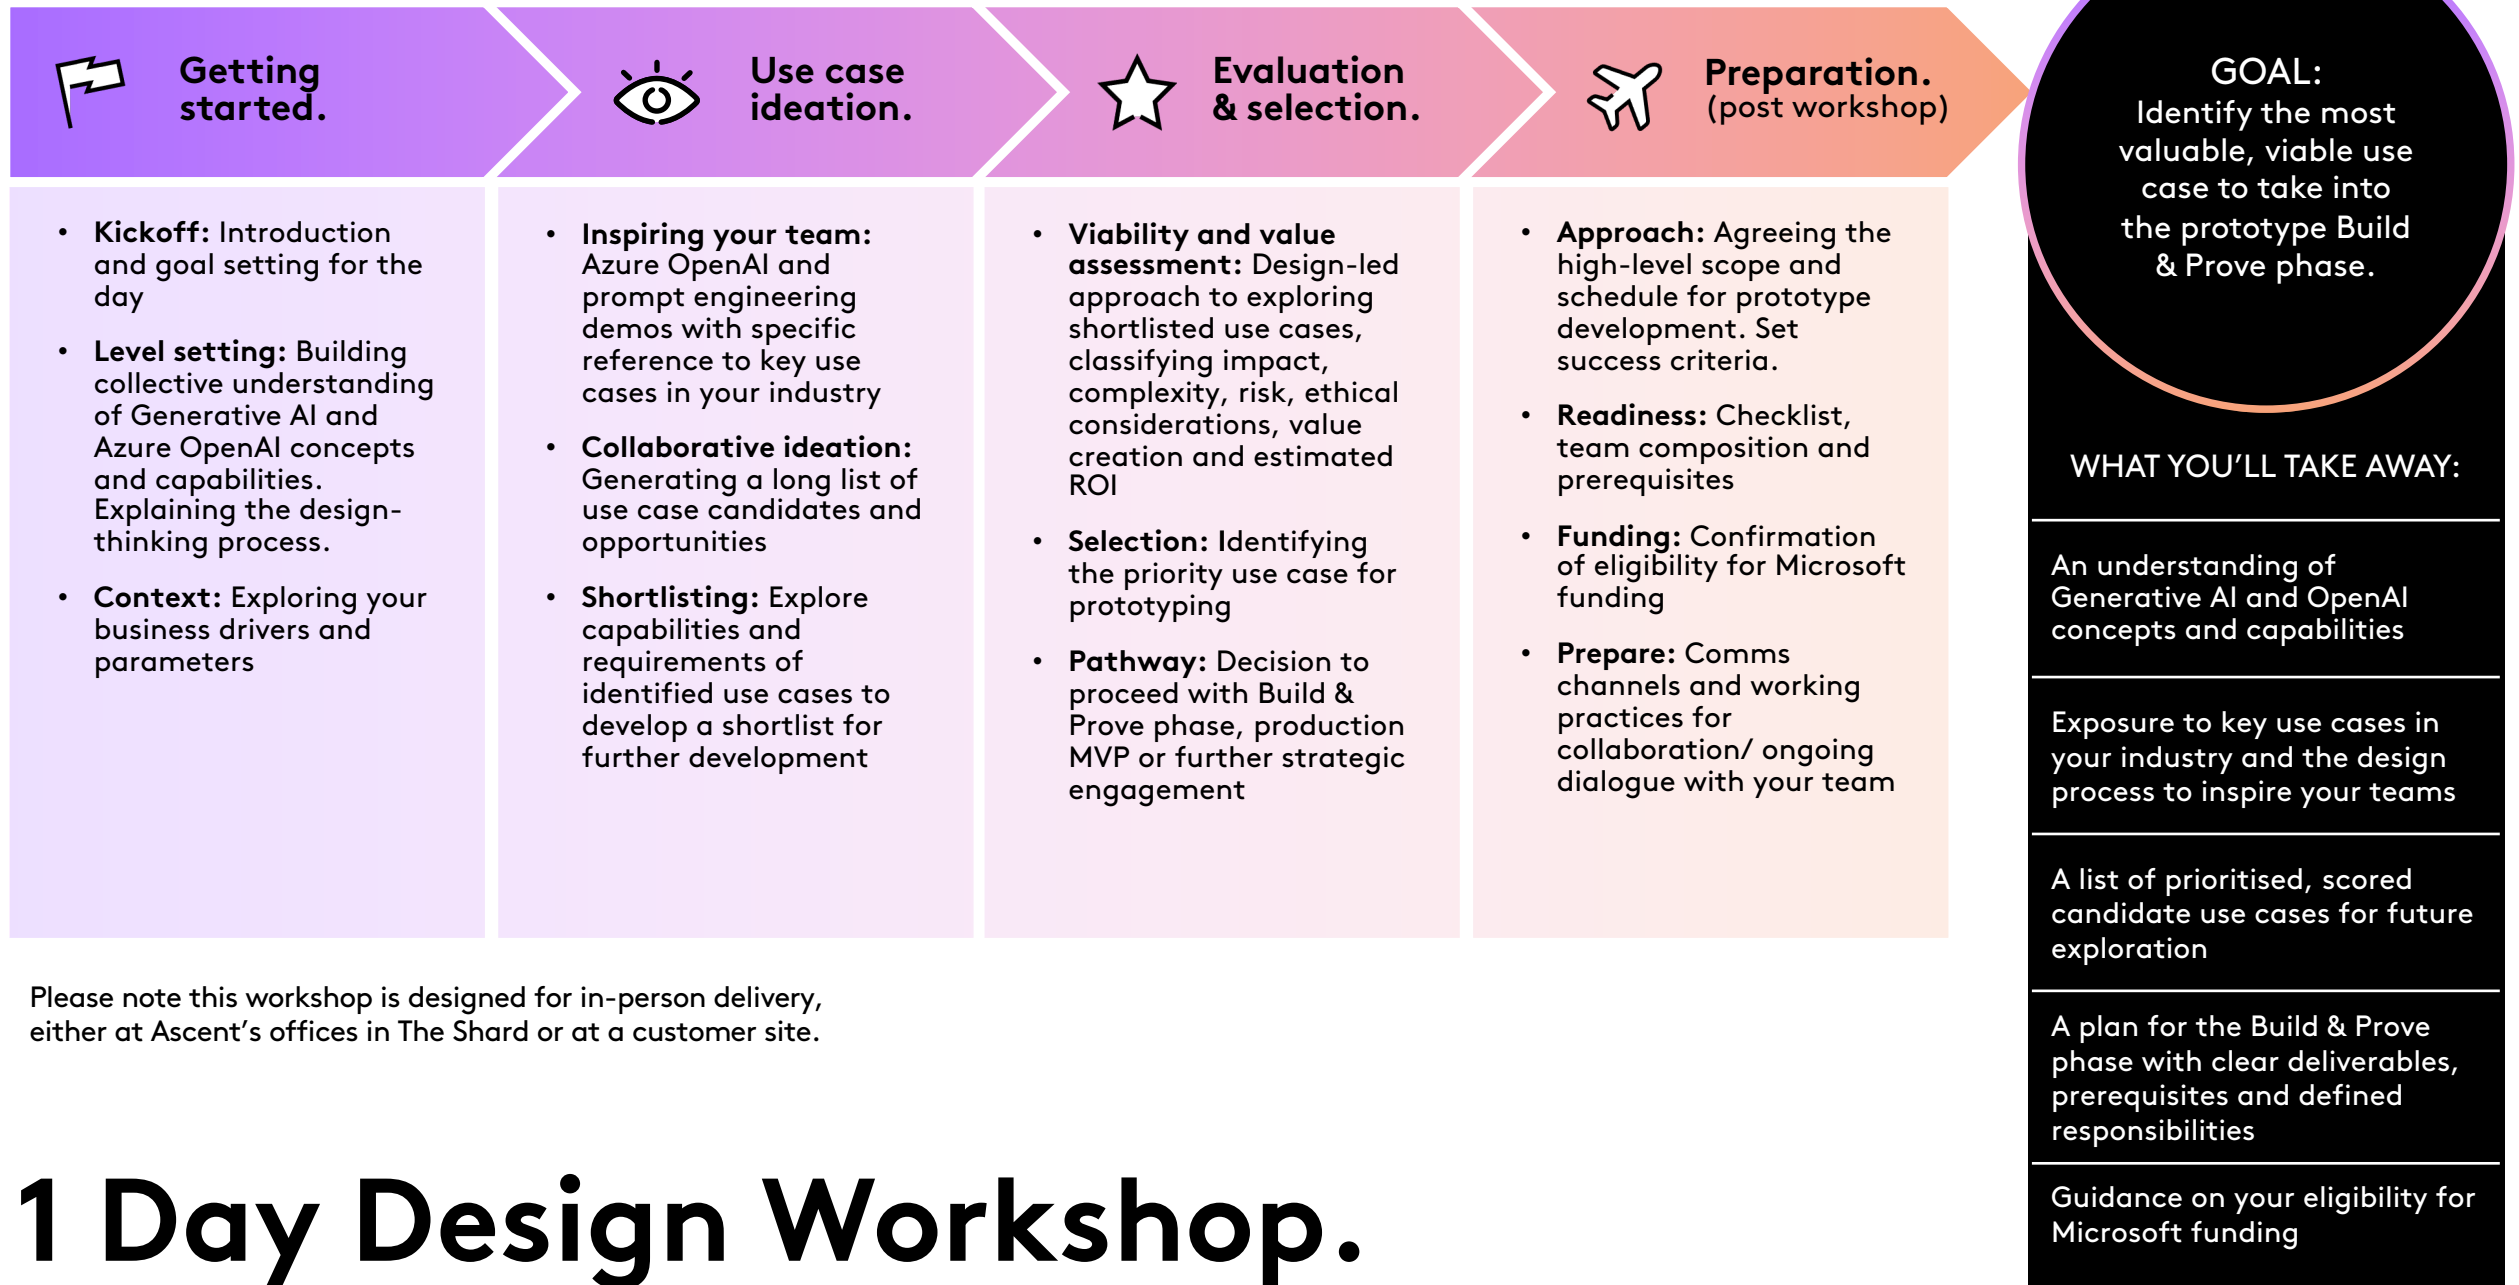 Getting
started.
• Kickoff: Introduction
and goal setting for the
day
• Level setting: Building
collective understanding
of Generative AI and
Azure OpenAI concepts
and capabilities.
Explaining the design-
thinking process.
• Context: Exploring your
business drivers and
parameters
Use case
ideation.
• Inspiring your team:
Azure OpenAI and
prompt engineering
demos with specific
reference to key use
cases in your industry
• Collaborative ideation:
Generating a long list of
use case candidates and
opportunities
• Shortlisting: Explore
capabilities and
requirements of
identified use cases to
develop a shortlist for
further development
Evaluation
& selection.
• Viability and value
assessment: Design-led
approach to exploring
shortlisted use cases,
classifying impact,
complexity, risk, ethical
considerations, value
creation and estimated
ROI
• Selection: Identifying
the priority use case for
prototyping
• Pathway: Decision to
proceed with Build &
Prove phase, production
MVP or further strategic
engagement
Preparation.
(post workshop)
• Approach: Agreeing the
high-level scope and
schedule for prototype
development. Set
success criteria.
• Readiness: Checklist,
team composition and
prerequisites
• Funding: Confirmation
of eligibility for Microsoft
funding
• Prepare: Comms
channels and working
practices for
collaboration/ ongoing
dialogue with your team
GOAL:
Identify the most
valuable, viable use
case to take into
the prototype Build
& Prove phase.
WHAT YOU’LL TAKE AWAY:
An understanding of
Generative AI and OpenAI
concepts and capabilities
Exposure to key use cases in
your industry and the design
process to inspire your teams
A list of prioritised, scored
candidate use cases for future
exploration
A plan for the Build & Prove
phase with clear deliverables,
prerequisites and defined
responsibilities
Guidance on your eligibility for
Microsoft funding
Please note this workshop is designed for in-person delivery,
either at Ascent’s offices in The Shard or at a customer site.
1 Day Design Workshop.